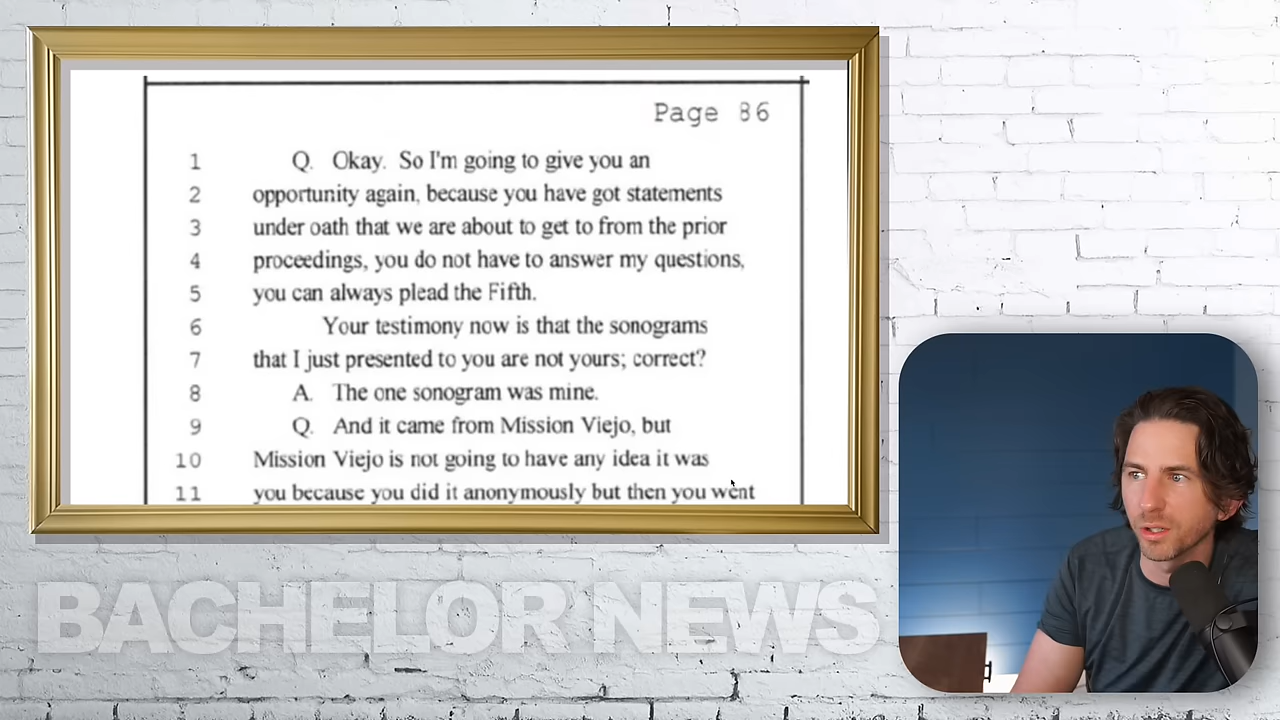 Page 86
1 Q. Okay. So I'm going to give you an
2 opportunity again, because you have got statements
3 under oath that we are about to get to from the prior
4 proceedings, you do not have to answer my questions,
5 you can always plead the Fifth.
6 Your testimony now is that the sonograms
7 that I just presented to you are not yours; correct?
8 A. The one sonogram was mine.
9 Q. And it came from Mission Viejo, but
10 Mission Viejo is not going to have any idea it was
11 you because you did it anonymously but then you went
BACHELOR NEWS